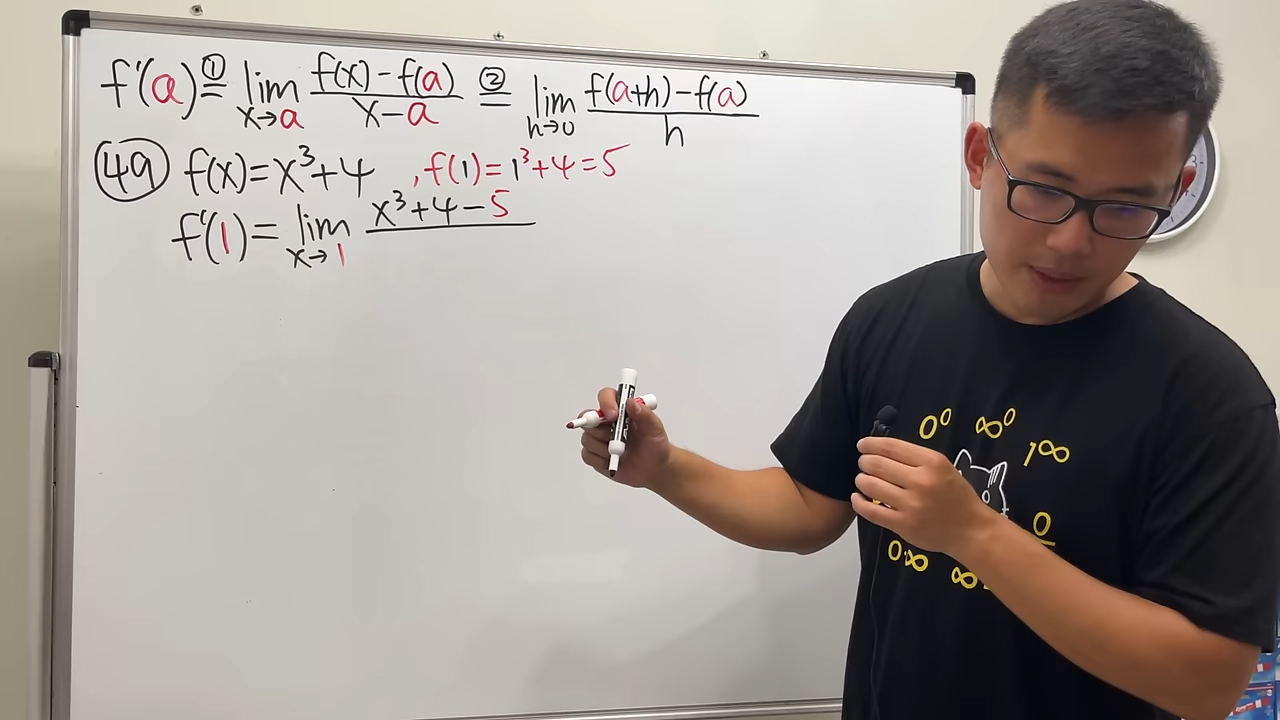 f'(a) ①= lim x→a (f(x)-f(a))/(x-a) ②= lim h→0 (f(a+h)-f(a))/h
㊾ f(x)=x³+4 , f(1)=1³+4=5
f'(1)= lim x→1 x³+4-5
0⁰ ∞⁰ 1^∞
0
0·∞ ∞